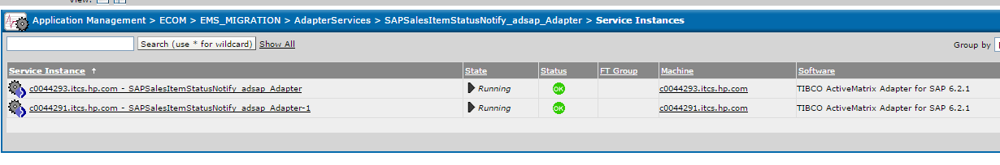 View:
Application Management > ECOM > EMS_MIGRATION > AdapterServices > SAPSalesItemStatusNotify_adsap_Adapter > Service Instances
Search (use * for wildcard) Show All Group by
Service Instance ↑ State Status FT Group Machine Software
c0044293.itcs.hp.com - SAPSalesItemStatusNotify_adsap_Adapter Running OK c0044293.itcs.hp.com TIBCO ActiveMatrix Adapter for SAP 6.2.1
c0044291.itcs.hp.com - SAPSalesItemStatusNotify_adsap_Adapter-1 Running OK c0044291.itcs.hp.com TIBCO ActiveMatrix Adapter for SAP 6.2.1